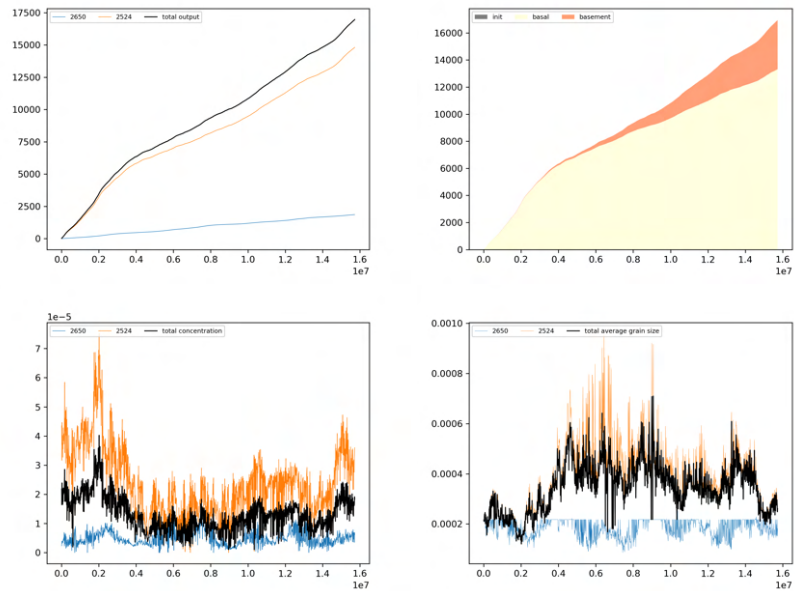 2650 2524 total output
17500
15000
12500
10000
7500
5000
2500
0
0.0 0.2 0.4 0.6 0.8 1.0 1.2 1.4 1.6
1e7
init basal basement
16000
14000
12000
10000
8000
6000
4000
2000
0
0.0 0.2 0.4 0.6 0.8 1.0 1.2 1.4 1.6
1e7
1e-5
2650 2524 total concentration
7
6
5
4
3
2
1
0
0.0 0.2 0.4 0.6 0.8 1.0 1.2 1.4 1.6
1e7
2650 2524 total average grain size
0.0010
0.0008
0.0006
0.0004
0.0002
0.0 0.2 0.4 0.6 0.8 1.0 1.2 1.4 1.6
1e7